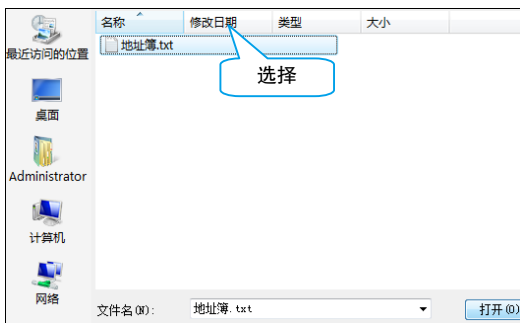 名称 修改日期 类型 大小
最近访问的位置
地址簿.txt
选择
桌面
Administrator
计算机
网络
文件名(N): 地址簿.txt 打开(O)